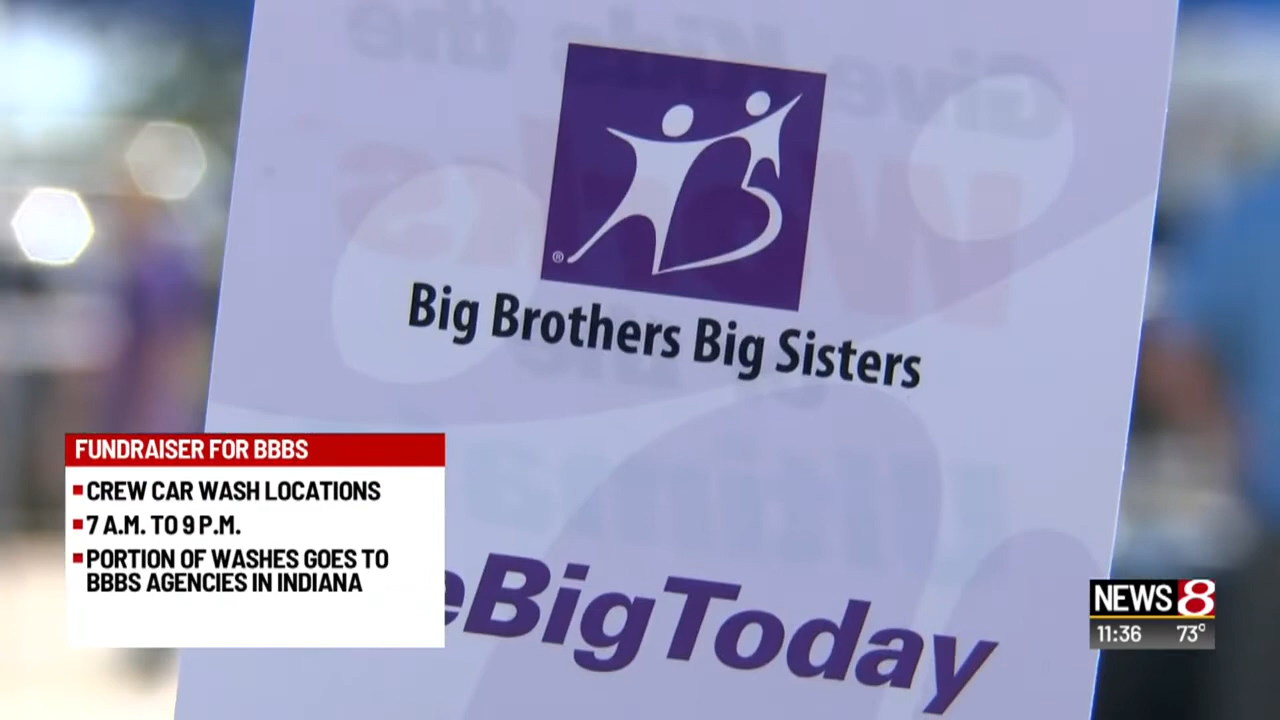 ®
Big Brothers Big Sisters
eBigToday
FUNDRAISER FOR BBBS
CREW CAR WASH LOCATIONS
7 A.M. TO 9 P.M.
PORTION OF WASHES GOES TO
BBBS AGENCIES IN INDIANA
NEWS 8
11:36 73°